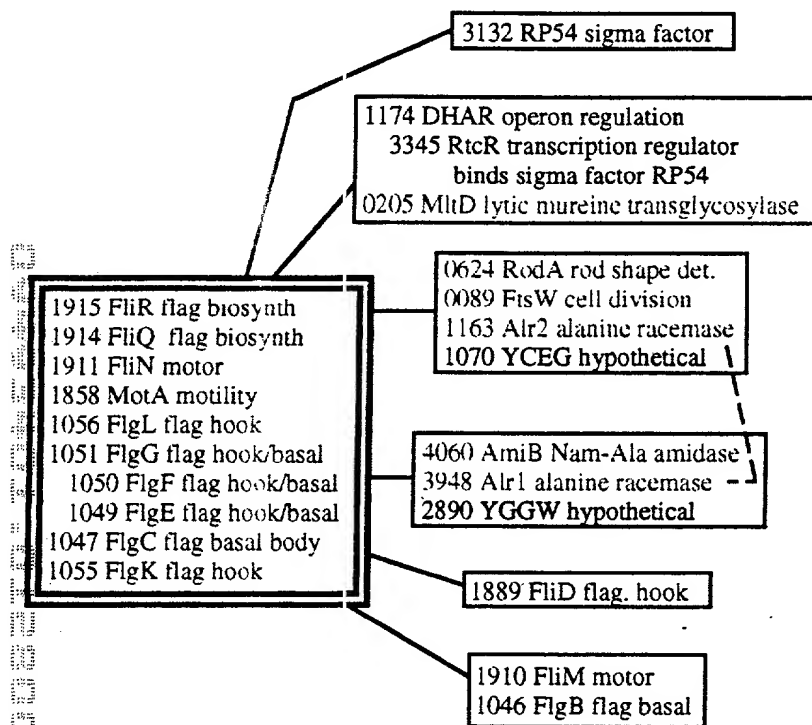 3132 RP54 sigma factor
1174 DHAR operon regulation
3345 RtcR transcription regulator
binds sigma factor RP54
0205 MltD lytic mureine transglycosylase
0624 RodA rod shape det.
0089 FtsW cell division
1163 Alr2 alanine racemase
1070 YCEG hypothetical
1915 FliR flag biosynth
1914 FliQ flag biosynth
1911 FliN motor
1858 MotA motility
1056 FlgL flag hook
1051 FlgG flag hook/basal
1050 FlgF flag hook/basal
1049 FlgE flag hook/basal
1047 FlgC flag basal body
1055 FlgK flag hook
4060 AmiB Nam-Ala amidase
3948 Alr1 alanine racemase
2890 YGGW hypothetical
1889 FliD flag. hook
1910 FliM motor
1046 FlgB flag basal